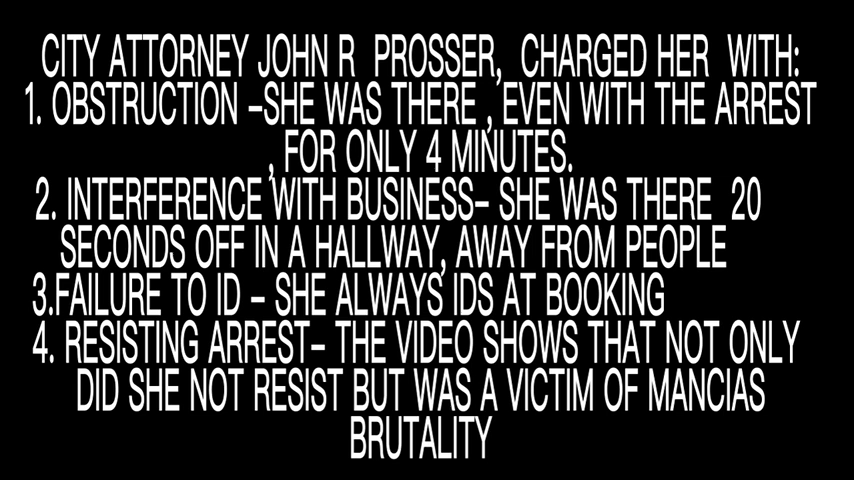 CITY ATTORNEY JOHN R PROSSER, CHARGED HER WITH:
1. OBSTRUCTION -SHE WAS THERE , EVEN WITH THE ARREST
, FOR ONLY 4 MINUTES.
2. INTERFERENCE WITH BUSINESS- SHE WAS THERE 20
SECONDS OFF IN A HALLWAY, AWAY FROM PEOPLE
3.FAILURE TO ID - SHE ALWAYS IDS AT BOOKING
4. RESISTING ARREST- THE VIDEO SHOWS THAT NOT ONLY
DID SHE NOT RESIST BUT WAS A VICTIM OF MANCIAS
BRUTALITY